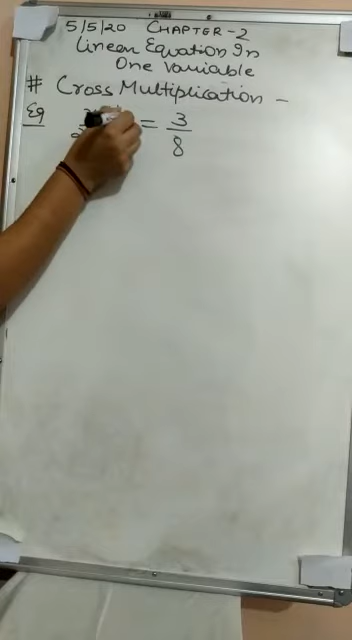 5/5/20 CHAPTER-2
Linear Equation In
One Variable
# Cross Multiplication -
Eg = 3/8